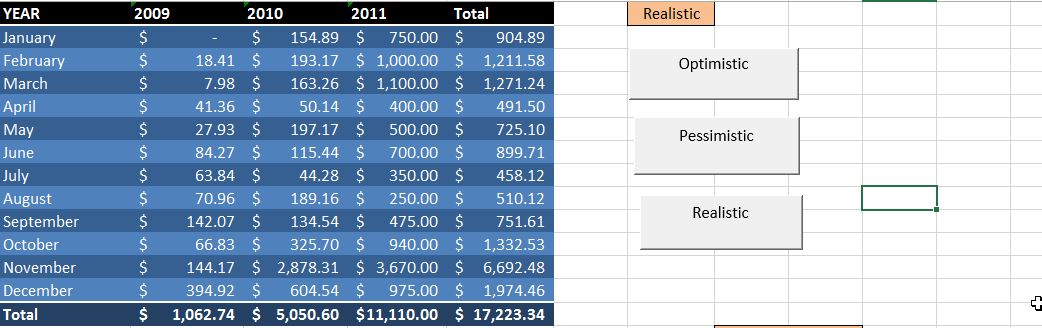 YEAR 2009 2010 2011 Total Realistic
January $ - $ 154.89 $ 750.00 $ 904.89
February $ 18.41 $ 193.17 $ 1,000.00 $ 1,211.58
Optimistic
March $ 7.98 $ 163.26 $ 1,100.00 $ 1,271.24
April $ 41.36 $ 50.14 $ 400.00 $ 491.50
May $ 27.93 $ 197.17 $ 500.00 $ 725.10
Pessimistic
June $ 84.27 $ 115.44 $ 700.00 $ 899.71
July $ 63.84 $ 44.28 $ 350.00 $ 458.12
August $ 70.96 $ 189.16 $ 250.00 $ 510.12
Realistic
September $ 142.07 $ 134.54 $ 475.00 $ 751.61
October $ 66.83 $ 325.70 $ 940.00 $ 1,332.53
November $ 144.17 $ 2,878.31 $ 3,670.00 $ 6,692.48
December $ 394.92 $ 604.54 $ 975.00 $ 1,974.46
Total $ 1,062.74 $ 5,050.60 $11,110.00 $ 17,223.34